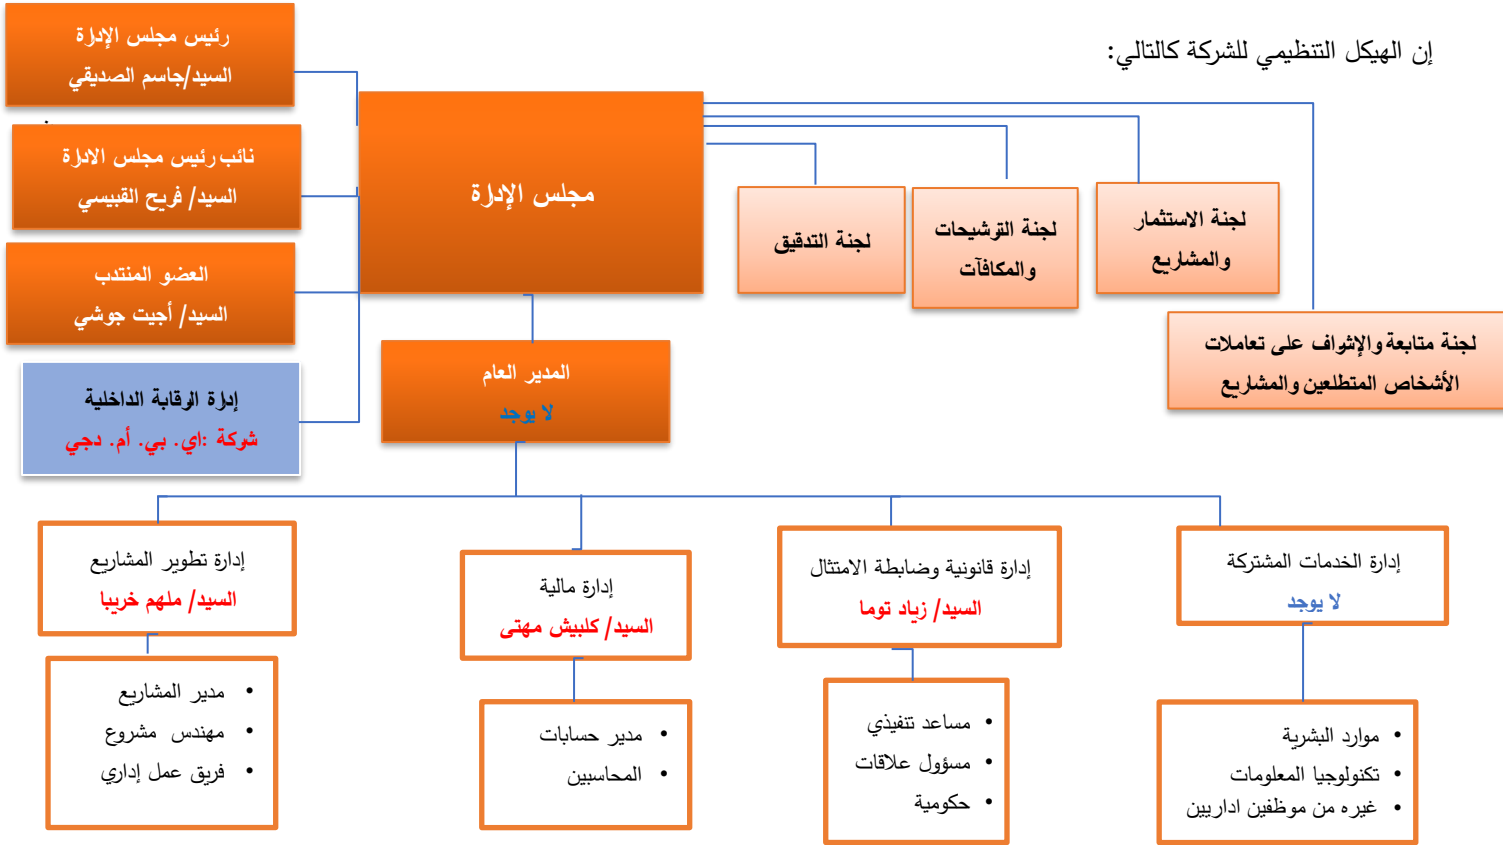 إن الهيكل التنظيمي للشركة كالتالي:
رئيس مجلس الإدارة
السيد/جاسم الصديقي
نائب رئيس مجلس الادارة
السيد/ فريح القبيسي
العضو المنتدب
السيد/ أجيت جوشي
إدارة الرقابة الداخلية
شركة :اي. بي. أم. دجي
مجلس الإدارة
لجنة الاستثمار
والمشاريع
لجنة الترشيحات
والمكافآت
لجنة التدقيق
لجنة متابعة والإشراف على تعاملات
الأشخاص المتطلعين والمشاريع
المدير العام
لا يوجد
إدارة الخدمات المشتركة
لا يوجد
إدارة قانونية وضابطة الامتثال
السيد/ زياد توما
إدارة مالية
السيد/ كلبيش مهتى
إدارة تطوير المشاريع
السيد/ ملهم خريبا
• موارد البشرية
• تكنولوجيا المعلومات
• غيره من موظفين اداريين
• مساعد تنفيذي
• مسؤول علاقات
• حكومية
• مدير حسابات
• المحاسبين
• مدير المشاريع
• مهندس مشروع
• فريق عمل إداري